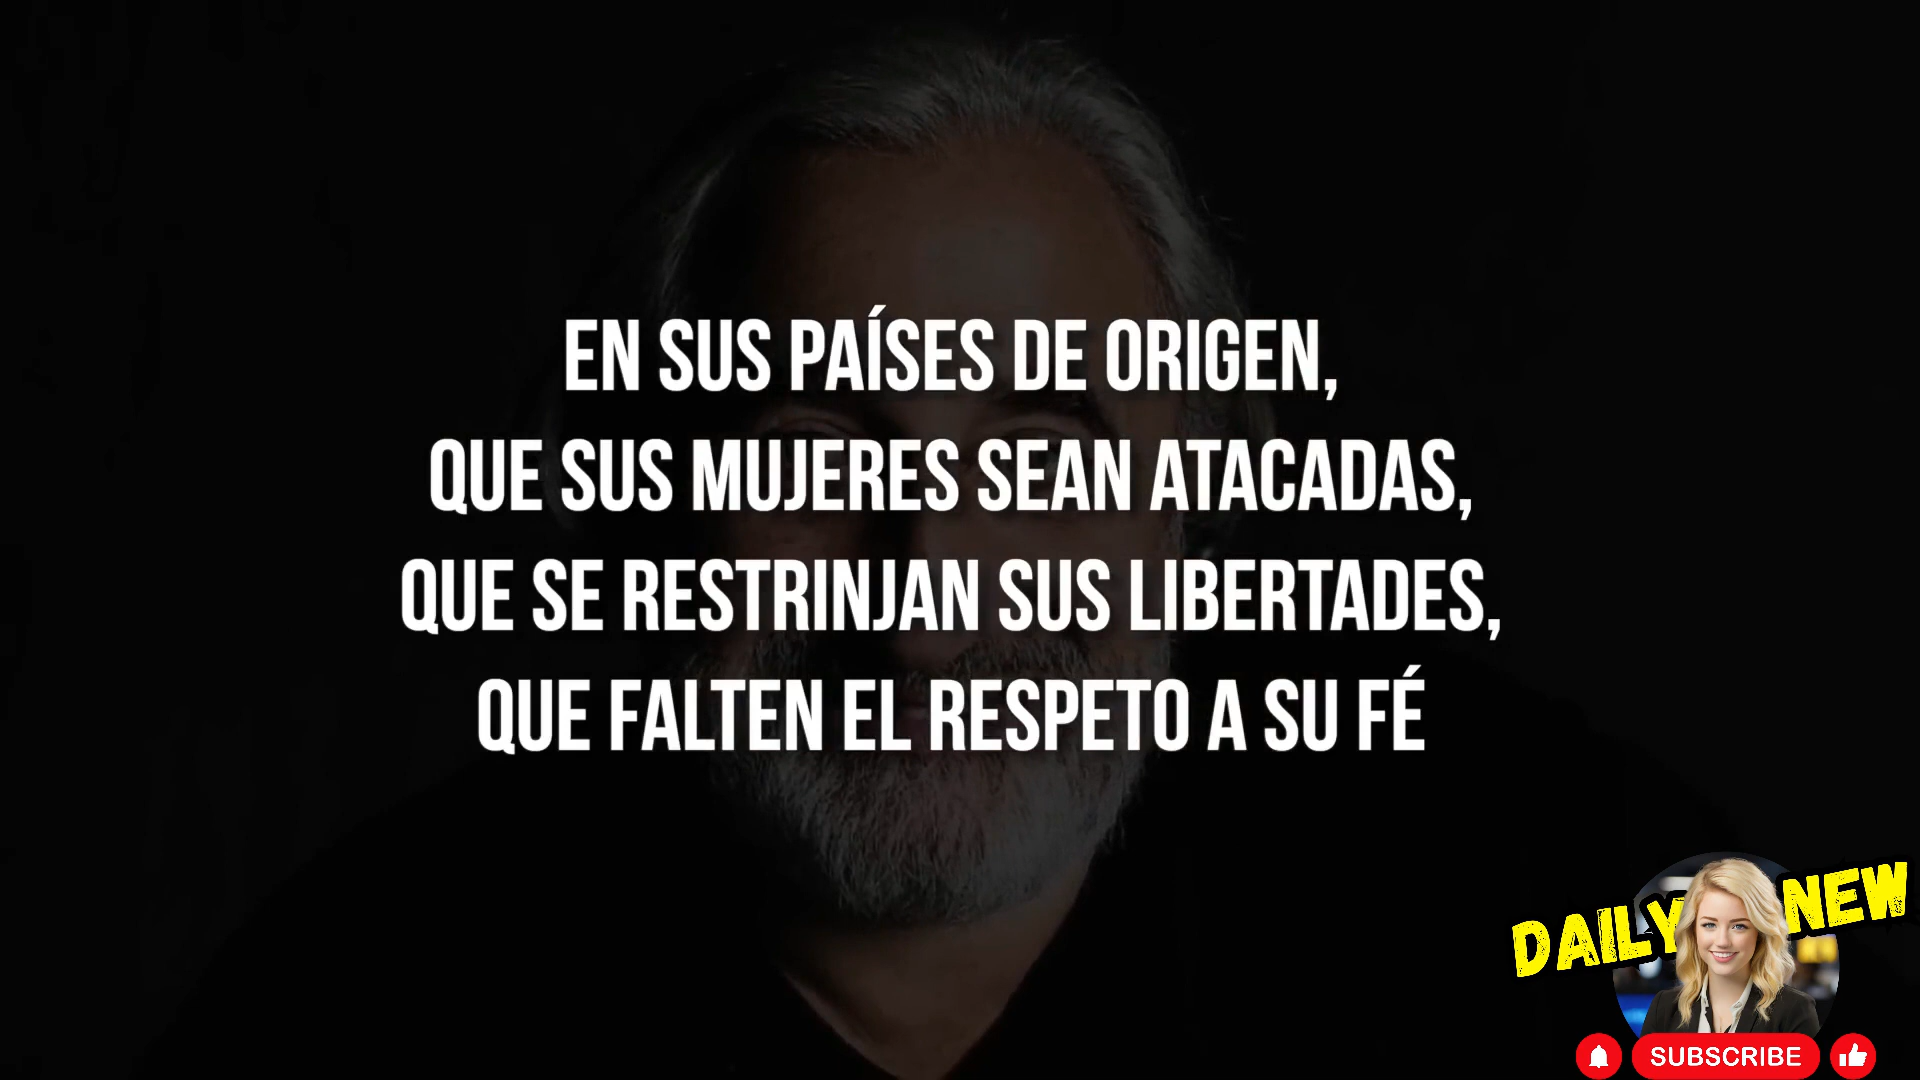 EN SUS PAÍSES DE ORIGEN,
QUE SUS MUJERES SEAN ATACADAS,
QUE SE RESTRINJAN SUS LIBERTADES,
QUE FALTEN EL RESPETO A SU FÉ
DAILY NEW
SUBSCRIBE